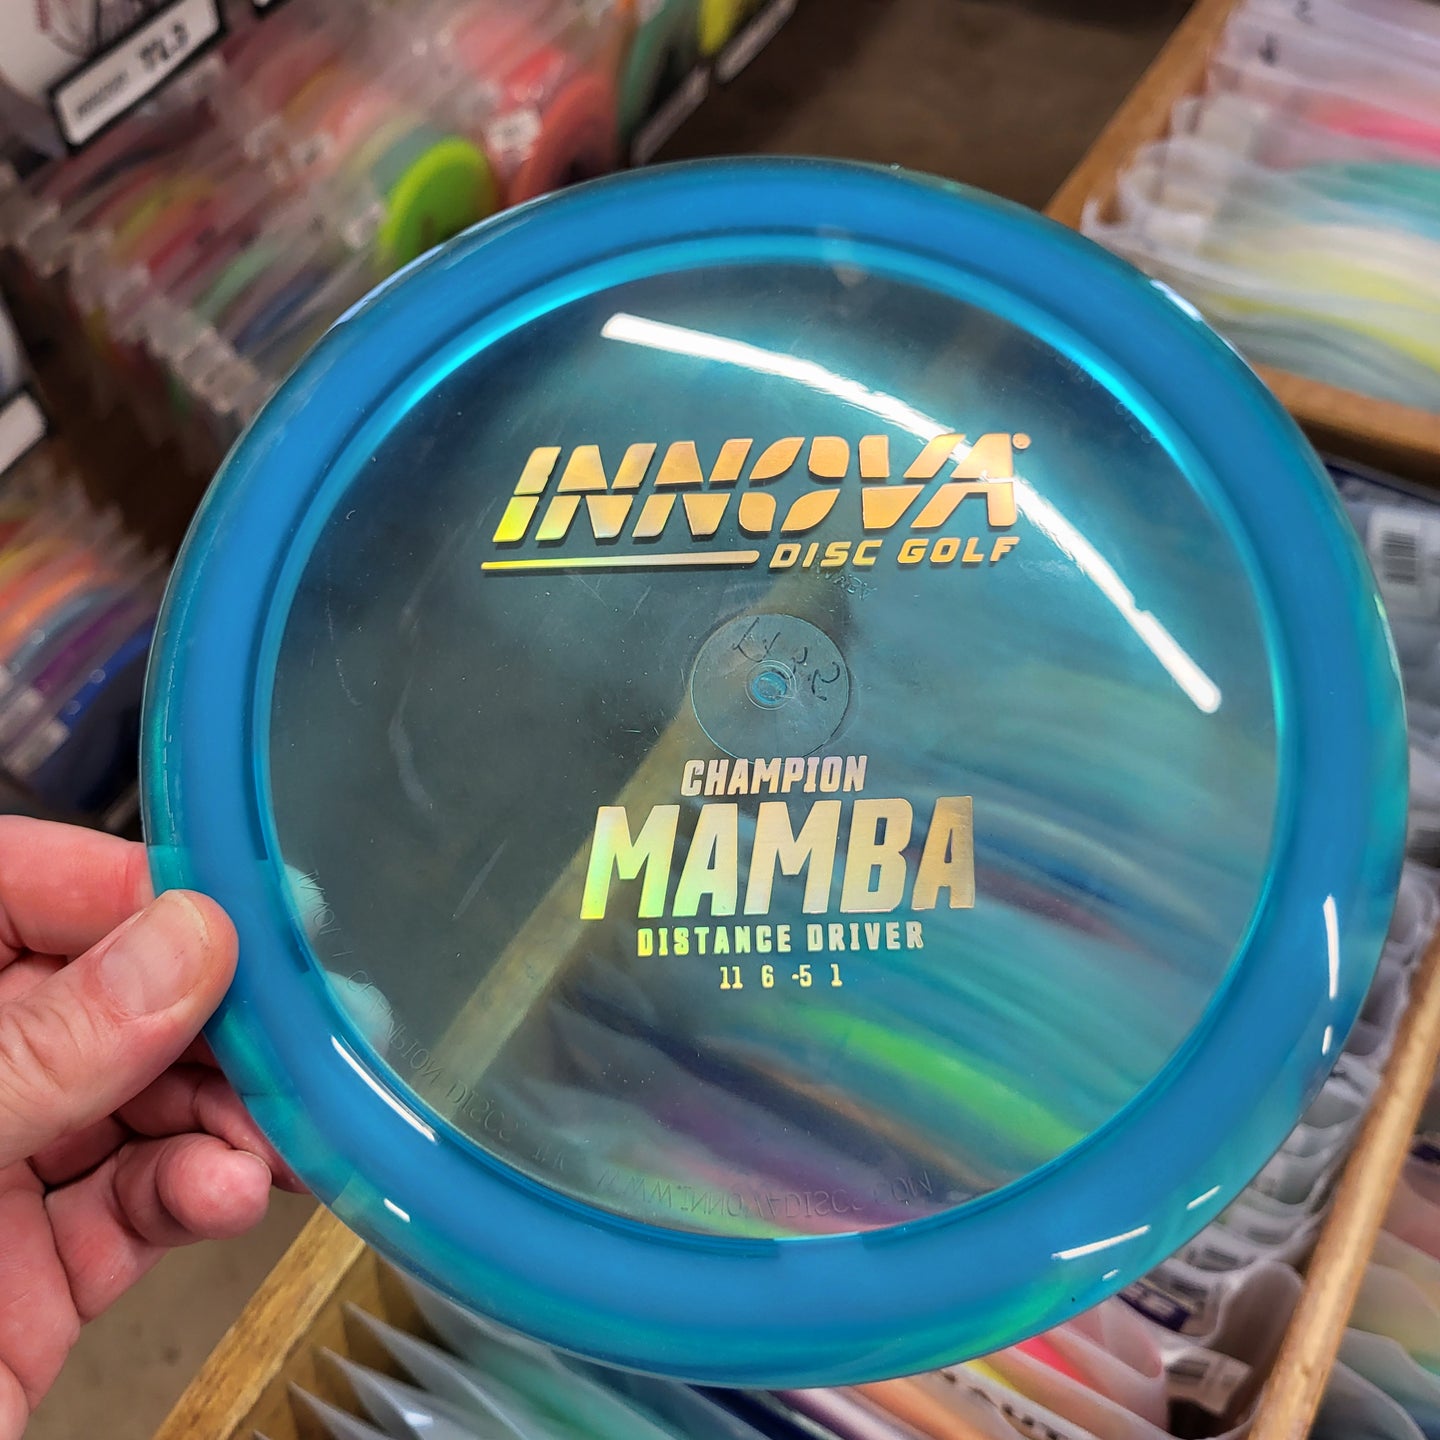 INNOVA®
DISC GOLF
CHAMPION
MAMBA
DISTANCE DRIVER
11 6 -5 1